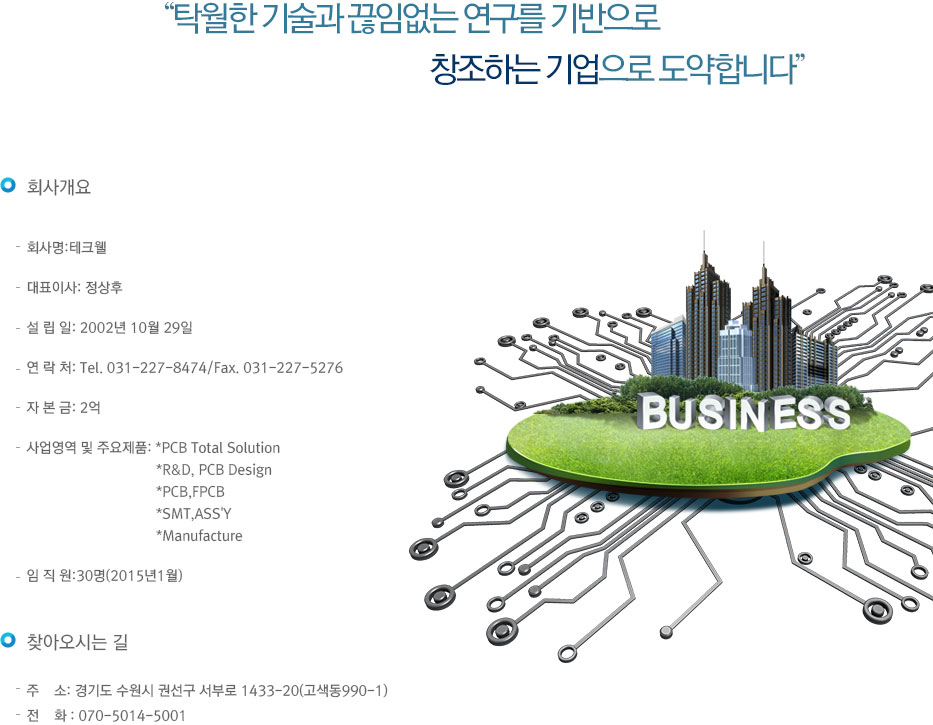 “탁월한 기술과 끊임없는 연구를 기반으로
창조하는 기업으로 도약합니다”
회사개요
- 회사명:테크웰
- 대표이사: 정상후
- 설 립 일: 2002년 10월 29일
- 연 락 처: Tel. 031-227-8474/Fax. 031-227-5276
- 자 본 금: 2억
- 사업영역 및 주요제품: *PCB Total Solution
*R&D, PCB Design
*PCB,FPCB
*SMT,ASS'Y
*Manufacture
- 임 직 원:30명(2015년1월)
BUSINESS
찾아오시는 길
- 주 소: 경기도 수원시 권선구 서부로 1433-20(고색동990-1)
- 전 화 : 070-5014-5001